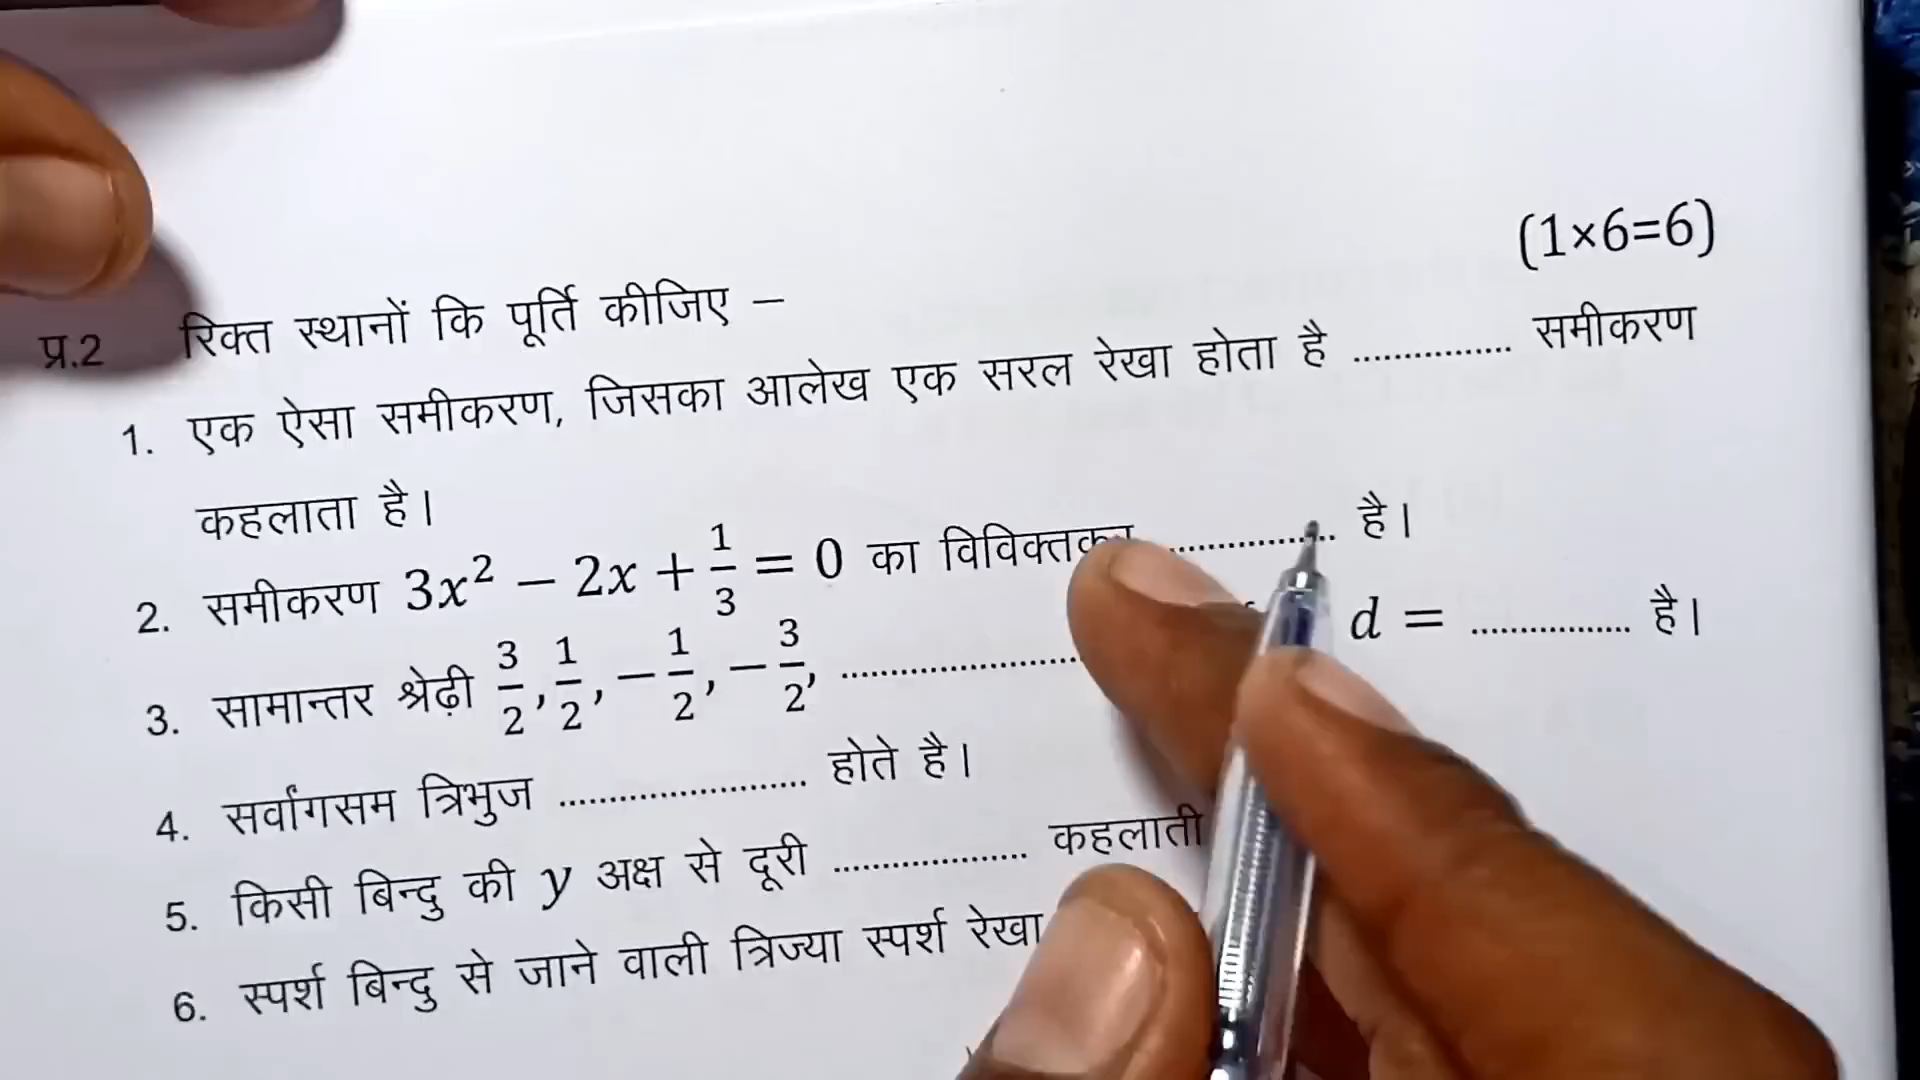 (1×6=6)
प्र.2 रिक्त स्थानों कि पूर्ति कीजिए –
1. एक ऐसा समीकरण, जिसका आलेख एक सरल रेखा होता है ................ समीकरण
कहलाता है।
2. समीकरण 3x² − 2x + 1/3 = 0 का विविक्तकर ................ है।
3. सामान्तर श्रेढ़ी 3/2, 1/2, −1/2, −3/2, ........................ d = ................ है।
4. सर्वांगसम त्रिभुज ......................... होते है।
5. किसी बिन्दु की y अक्ष से दूरी .................... कहलाती
6. स्पर्श बिन्दु से जाने वाली त्रिज्या स्पर्श रेखा